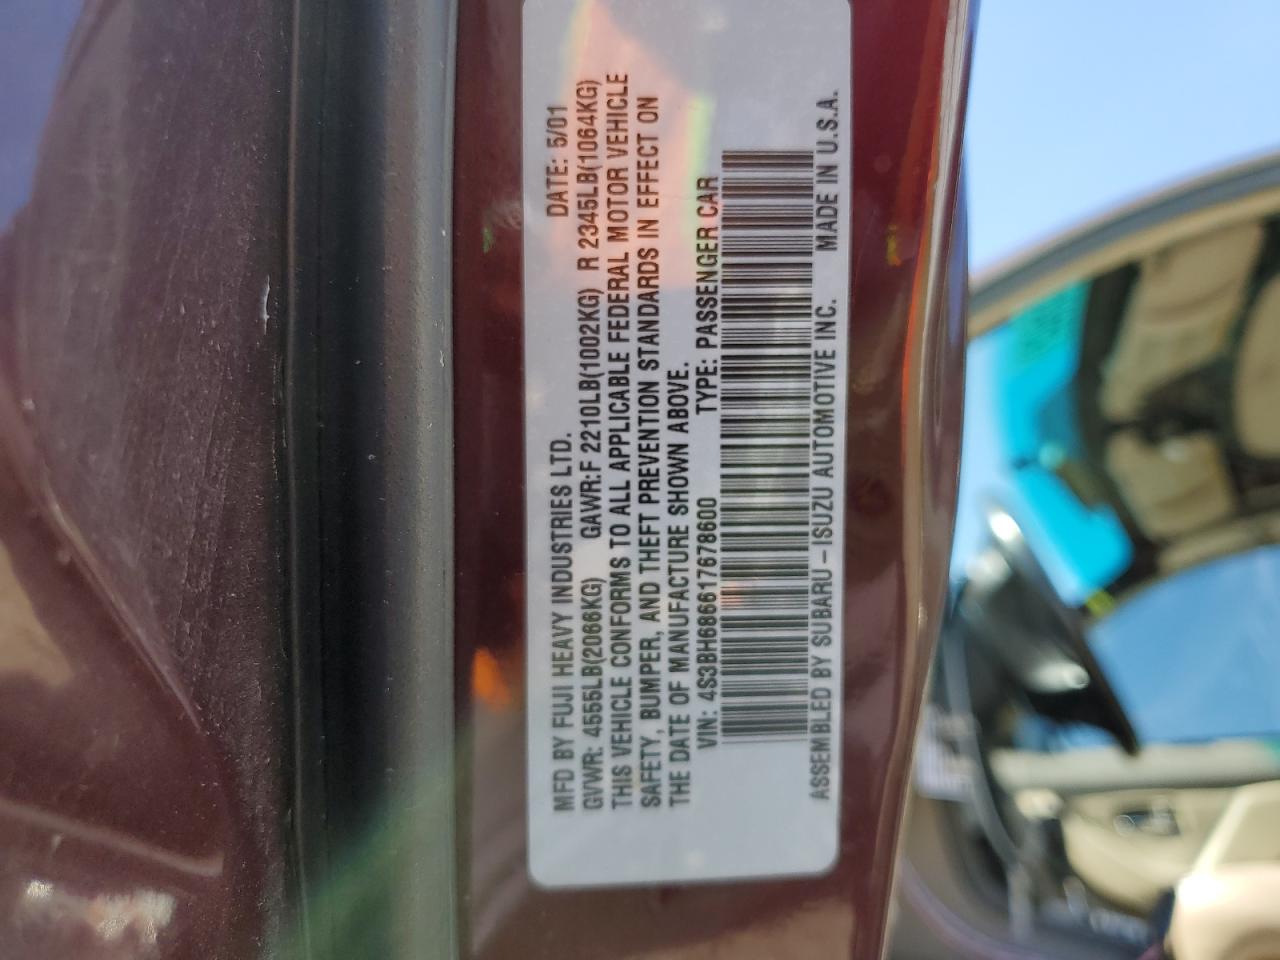 MFD BY FUJI HEAVY INDUSTRIES LTD. DATE: 5/01
GVWR: 4555LB(2066KG) GAWR:F 2210LB(1002KG) R 2345LB(1064KG)
THIS VEHICLE CONFORMS TO ALL APPLICABLE FEDERAL MOTOR VEHICLE
SAFETY, BUMPER, AND THEFT PREVENTION STANDARDS IN EFFECT ON
THE DATE OF MANUFACTURE SHOWN ABOVE.
VIN: 4S3BH686617678600 TYPE: PASSENGER CAR
ASSEMBLED BY SUBARU-ISUZU AUTOMOTIVE INC. MADE IN U.S.A.